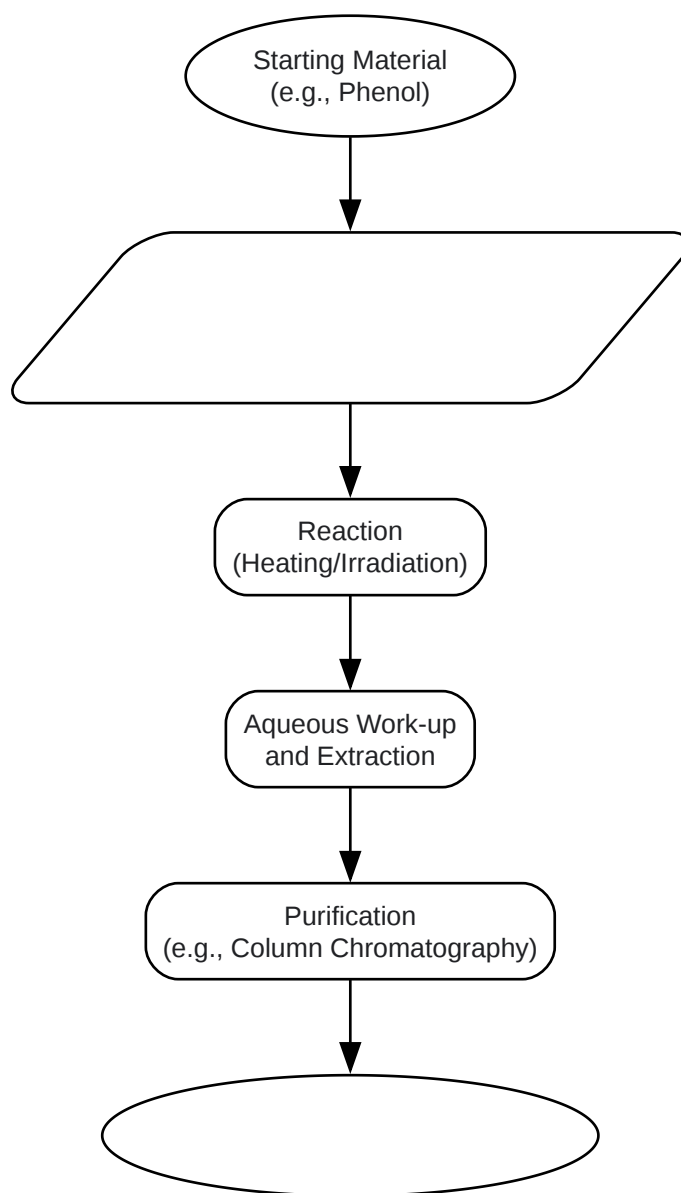 Starting Material
(e.g., Phenol)
Reaction
(Heating/Irradiation)
Aqueous Work-up
and Extraction
Purification
(e.g., Column Chromatography)